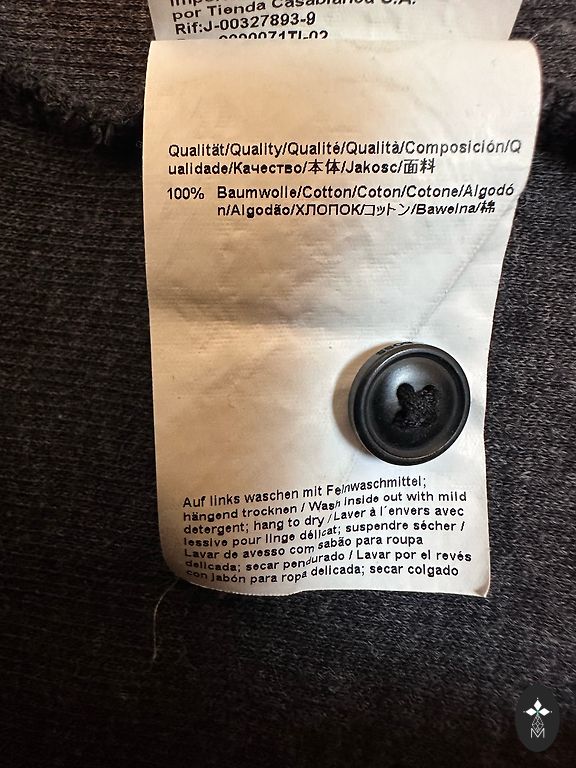 por Tienda Casablanca C.A.
Rif:J-00327893-9
Qualität/Quality/Qualité/Qualità/Composición/Q
ualidade/Качество/本体/Jakosc/面料
100% Baumwolle/Cotton/Coton/Cotone/Algodó
n/Algodão/ХЛОПОК/コットン/Bawelna/棉
Auf links waschen mit Feinwaschmittel;
hängend trocknen / Wash inside out with mild
detergent; hang to dry / Laver à l´envers avec
lessive pour linge délicat; suspendre sécher /
Lavar de avesso com sabão para roupa
delicada; secar pendurado / Lavar por el revés
con jabón para ropa delicada; secar colgado
M